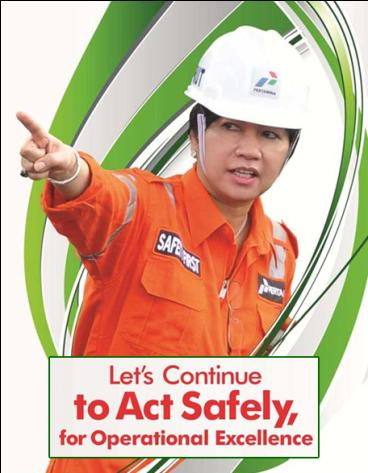 PERTAMINA
SAFETY FIRST
Let's Continue
to Act Safely,
for Operational Excellence